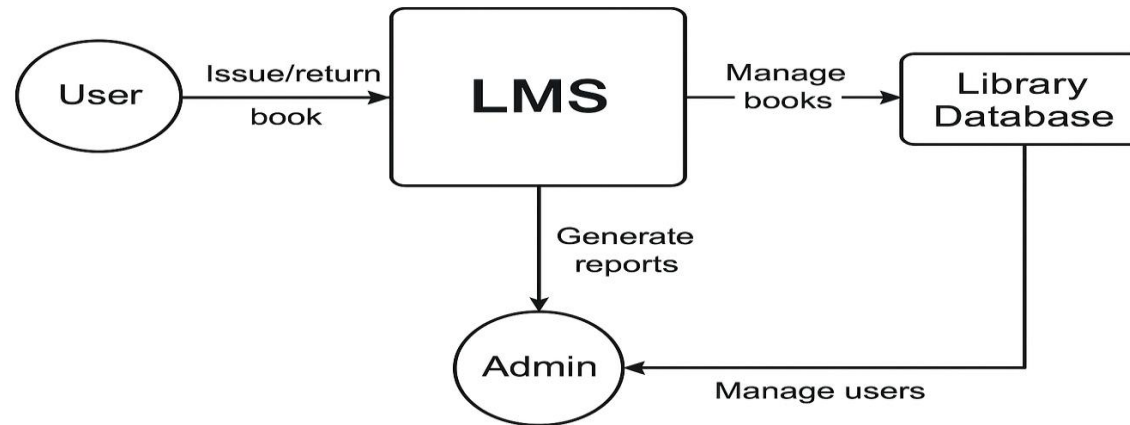 User
Issue/return
book
LMS
Manage
books
Library
Database
Generate
reports
Admin
Manage users